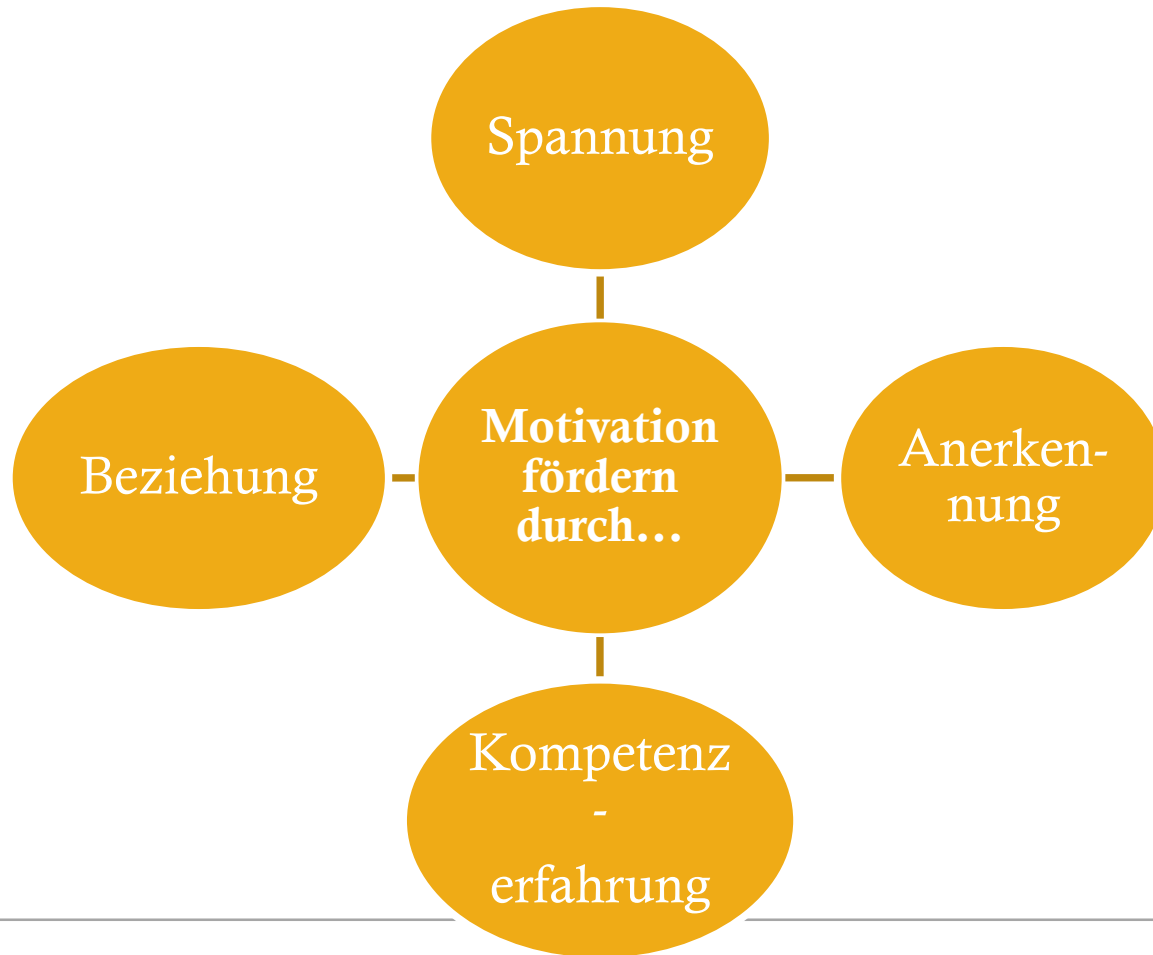 Spannung
Beziehung
Motivation
fördern
durch…
Anerken-
nung
Kompetenz
-
erfahrung